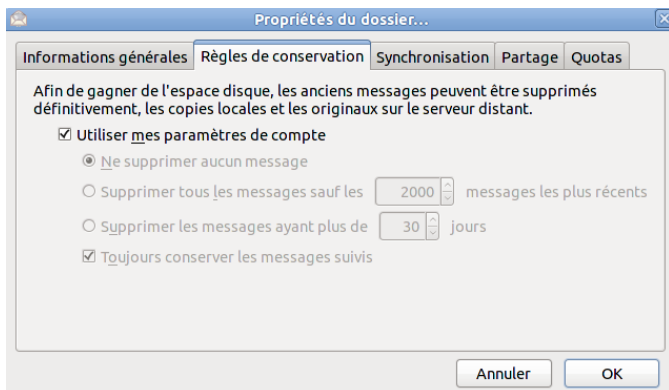 Propriétés du dossier...
Informations générales Règles de conservation Synchronisation Partage Quotas
Afin de gagner de l'espace disque, les anciens messages peuvent être supprimés
définitivement, les copies locales et les originaux sur le serveur distant.
Utiliser mes paramètres de compte
Ne supprimer aucun message
Supprimer tous les messages sauf les 2000 messages les plus récents
Supprimer les messages ayant plus de 30 jours
Toujours conserver les messages suivis
Annuler OK